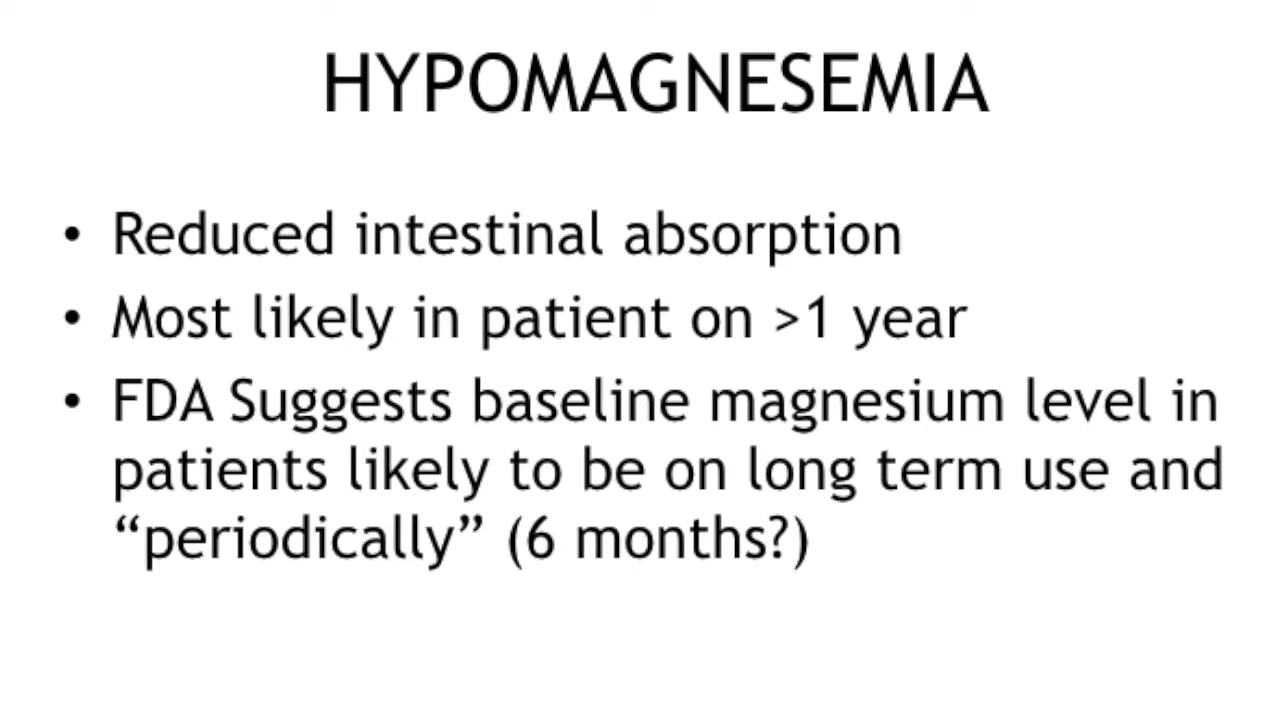 HYPOMAGNESEMIA
• Reduced intestinal absorption
• Most likely in patient on >1 year
• FDA Suggests baseline magnesium level in
patients likely to be on long term use and
“periodically” (6 months?)